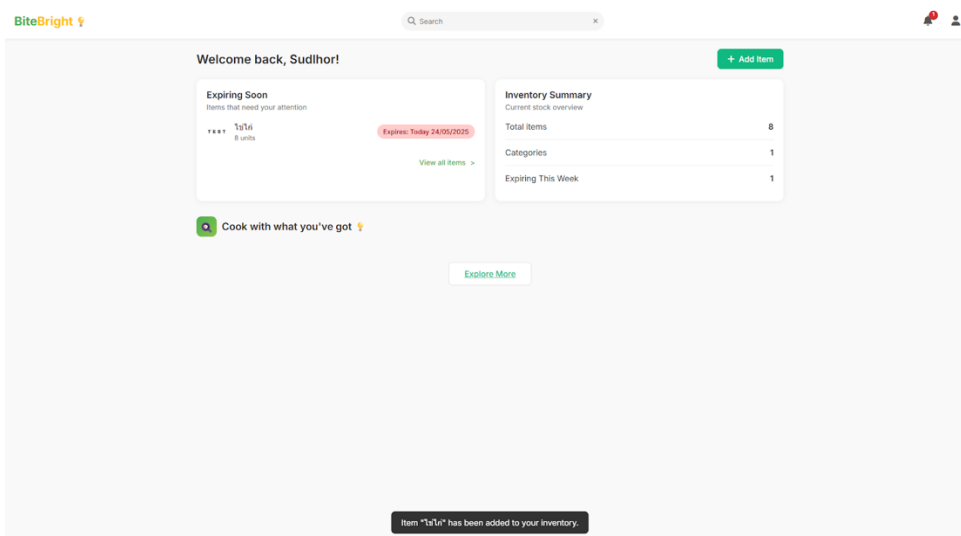 BiteBright
Search
1
Welcome back, Sudlhor!
+ Add Item
Expiring Soon
Items that need your attention
TEST
ไข่ไก่
8 units
Expires: Today 24/05/2025
View all items >
Inventory Summary
Current stock overview
Total items 8
Categories 1
Expiring This Week 1
Cook with what you've got
Explore More
Item "ไข่ไก่" has been added to your inventory.